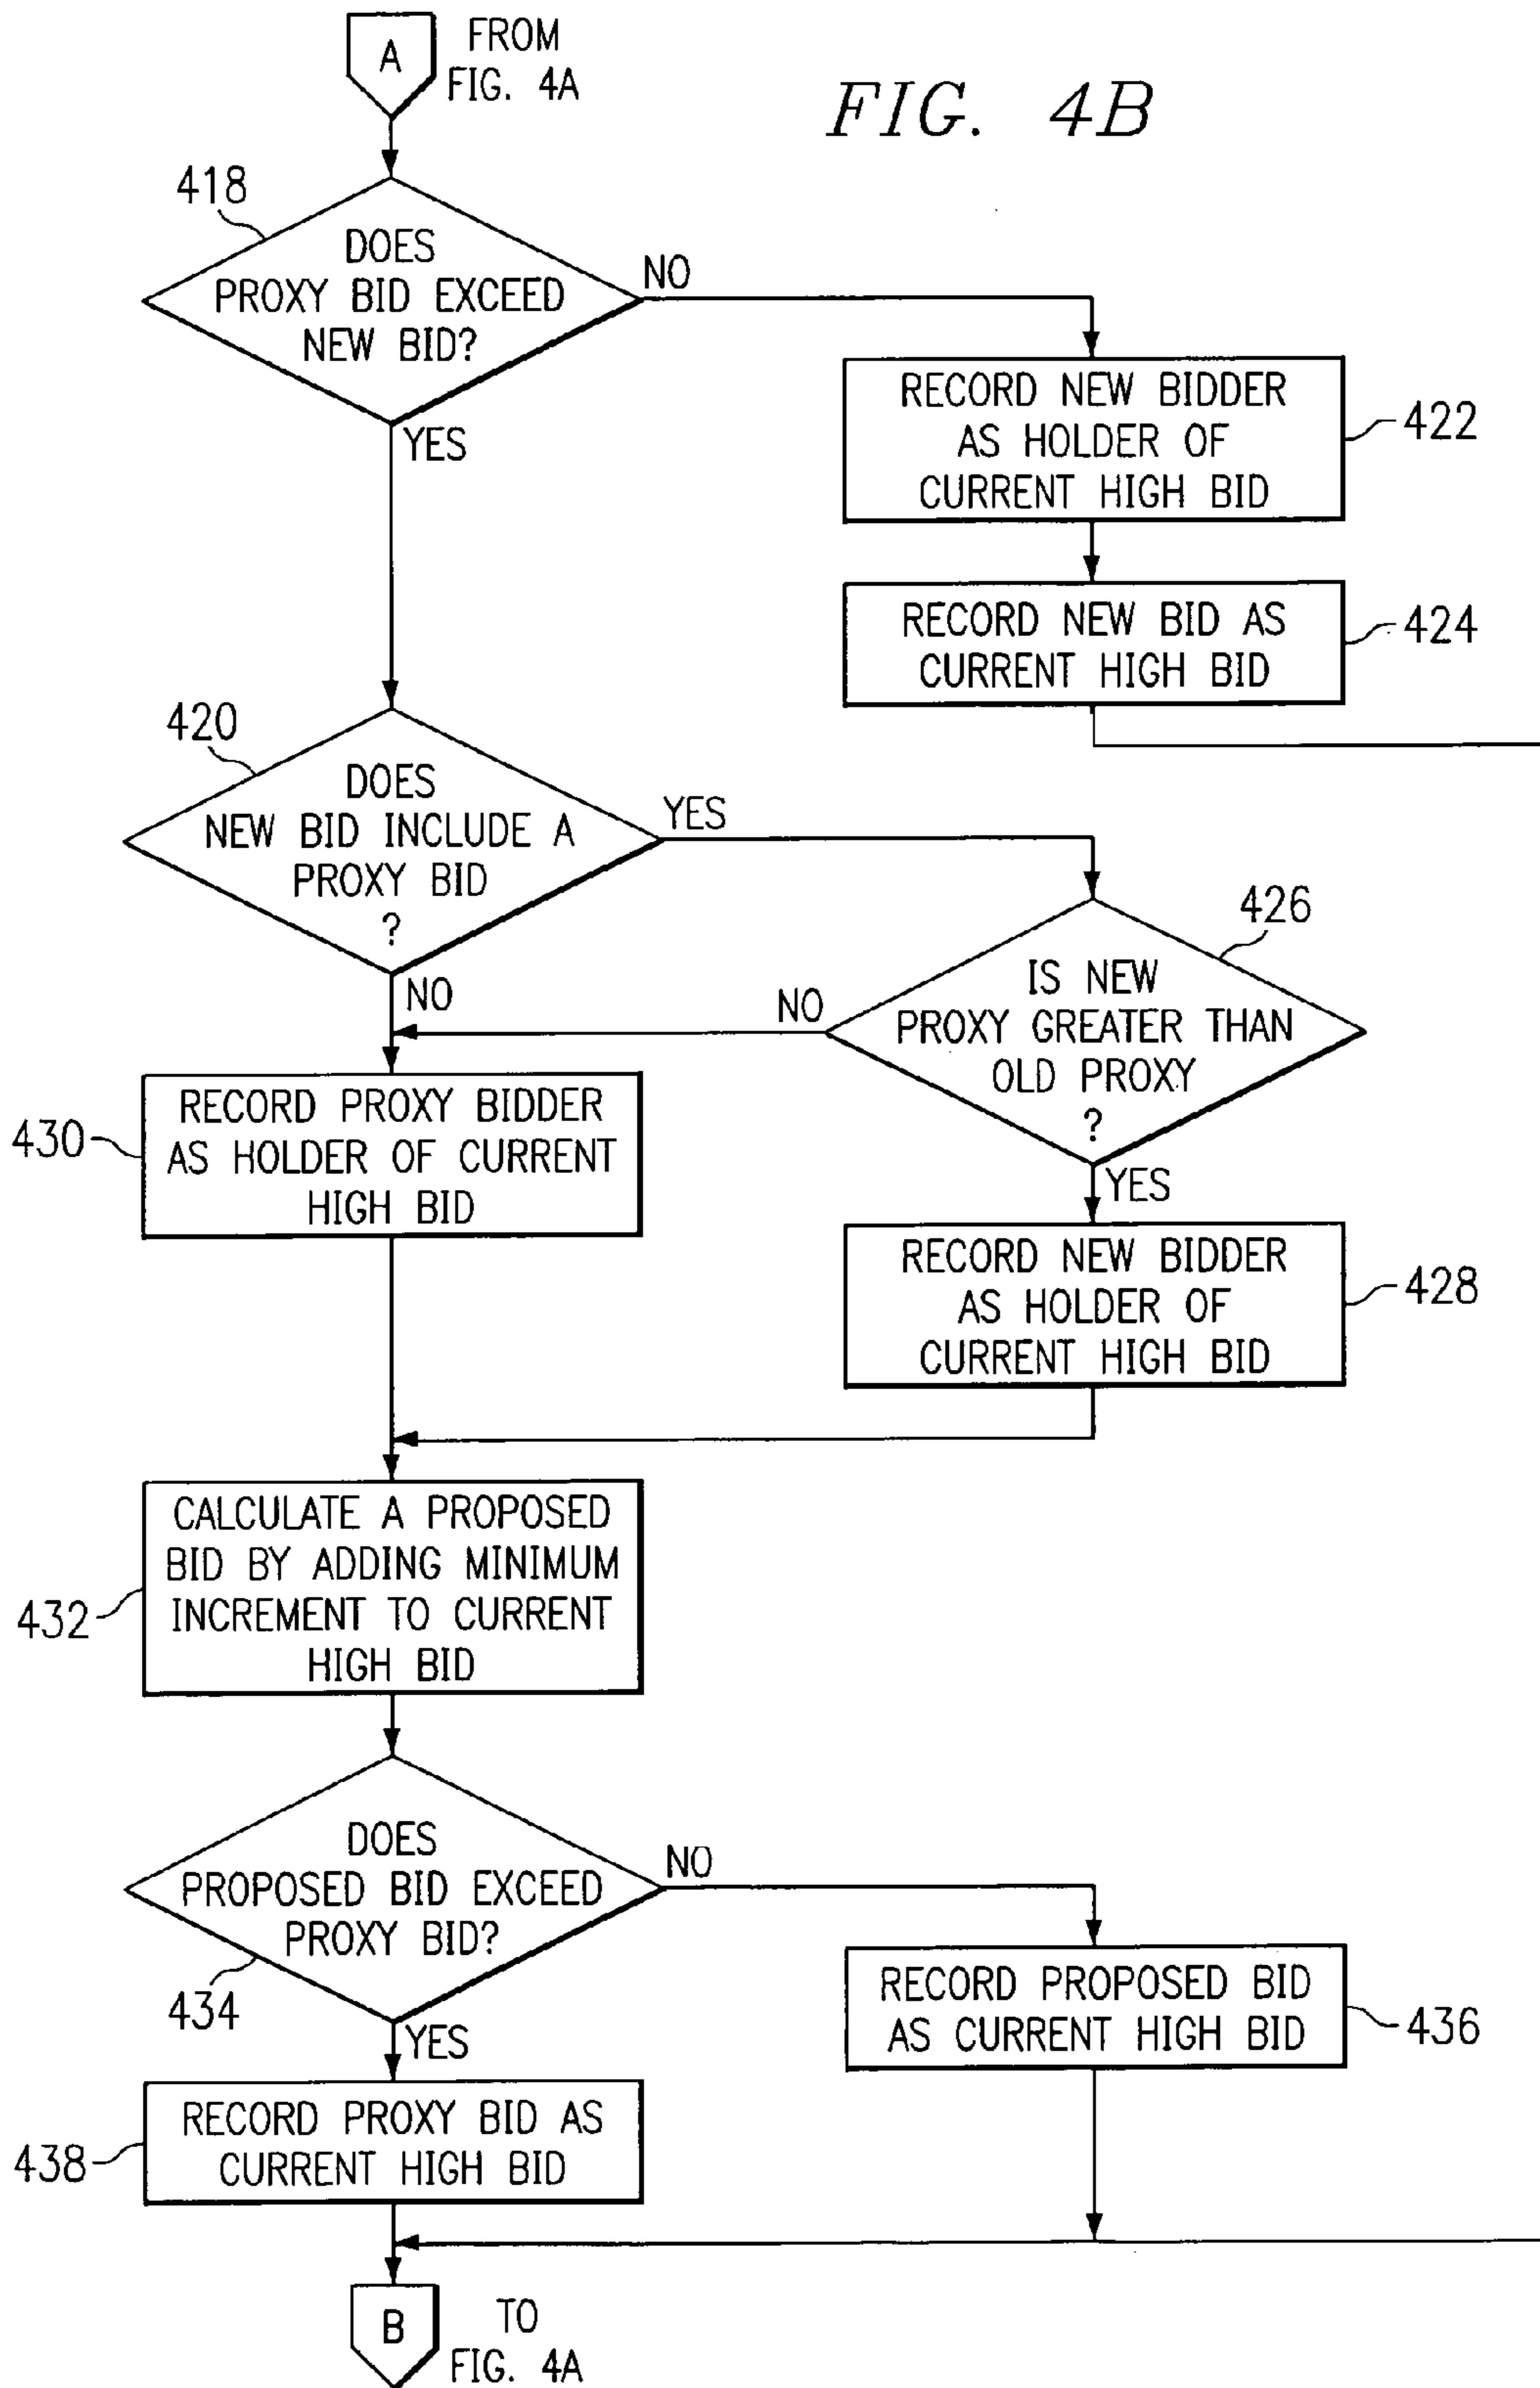 A
FROM
FIG. 4A
FIG. 4B
418
DOES
PROXY BID EXCEED
NEW BID?
NO
YES
RECORD NEW BIDDER
AS HOLDER OF
CURRENT HIGH BID
422
RECORD NEW BID AS
CURRENT HIGH BID
424
420
DOES
NEW BID INCLUDE A
PROXY BID
?
YES
NO
426
IS NEW
PROXY GREATER THAN
OLD PROXY
?
NO
YES
430
RECORD PROXY BIDDER
AS HOLDER OF CURRENT
HIGH BID
RECORD NEW BIDDER
AS HOLDER OF
CURRENT HIGH BID
428
432
CALCULATE A PROPOSED
BID BY ADDING MINIMUM
INCREMENT TO CURRENT
HIGH BID
DOES
PROPOSED BID EXCEED
PROXY BID?
434
NO
YES
RECORD PROPOSED BID
AS CURRENT HIGH BID
436
438
RECORD PROXY BID AS
CURRENT HIGH BID
B
TO
FIG. 4A